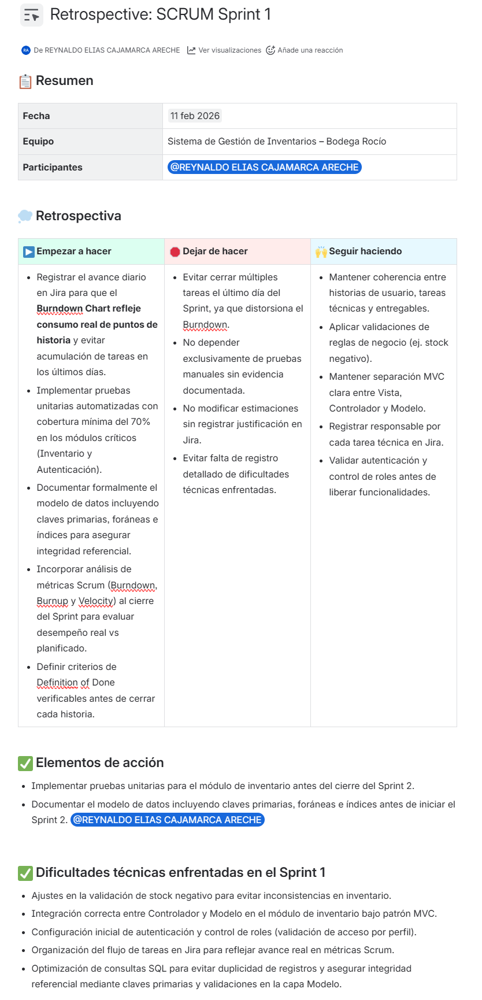 Retrospective: SCRUM Sprint 1
RA De REYNALDO ELIAS CAJAMARCA ARECHE Ver visualizaciones Añade una reacción
Resumen
Fecha 11 feb 2026
Equipo Sistema de Gestión de Inventarios – Bodega Rocío
Participantes @REYNALDO ELIAS CAJAMARCA ARECHE
Retrospectiva
Empezar a hacer
• Registrar el avance diario
en Jira para que el
Burndown Chart refleje
consumo real de puntos de
historia y evitar
acumulación de tareas en
los últimos días.
• Implementar pruebas
unitarias automatizadas con
cobertura mínima del 70%
en los módulos críticos
(Inventario y
Autenticación).
• Documentar formalmente el
modelo de datos incluyendo
claves primarias, foráneas e
índices para asegurar
integridad referencial.
• Incorporar análisis de
métricas Scrum (Burndown,
Burnup y Velocity) al cierre
del Sprint para evaluar
desempeño real vs
planificado.
• Definir criterios de
Definition of Done
verificables antes de cerrar
cada historia.
Dejar de hacer
• Evitar cerrar múltiples
tareas el último día del
Sprint, ya que distorsiona el
Burndown.
• No depender
exclusivamente de pruebas
manuales sin evidencia
documentada.
• No modificar estimaciones
sin registrar justificación en
Jira.
• Evitar falta de registro
detallado de dificultades
técnicas enfrentadas.
Seguir haciendo
• Mantener coherencia entre
historias de usuario, tareas
técnicas y entregables.
• Aplicar validaciones de
reglas de negocio (ej. stock
negativo).
• Mantener separación MVC
clara entre Vista,
Controlador y Modelo.
• Registrar responsable por
cada tarea técnica en Jira.
• Validar autenticación y
control de roles antes de
liberar funcionalidades.
Elementos de acción
• Implementar pruebas unitarias para el módulo de inventario antes del cierre del Sprint 2.
• Documentar el modelo de datos incluyendo claves primarias, foráneas e índices antes de iniciar el
Sprint 2. @REYNALDO ELIAS CAJAMARCA ARECHE
Dificultades técnicas enfrentadas en el Sprint 1
• Ajustes en la validación de stock negativo para evitar inconsistencias en inventario.
• Integración correcta entre Controlador y Modelo en el módulo de inventario bajo patrón MVC.
• Configuración inicial de autenticación y control de roles (validación de acceso por perfil).
• Organización del flujo de tareas en Jira para reflejar avance real en métricas Scrum.
• Optimización de consultas SQL para evitar duplicidad de registros y asegurar integridad
referencial mediante claves primarias y validaciones en la capa Modelo.